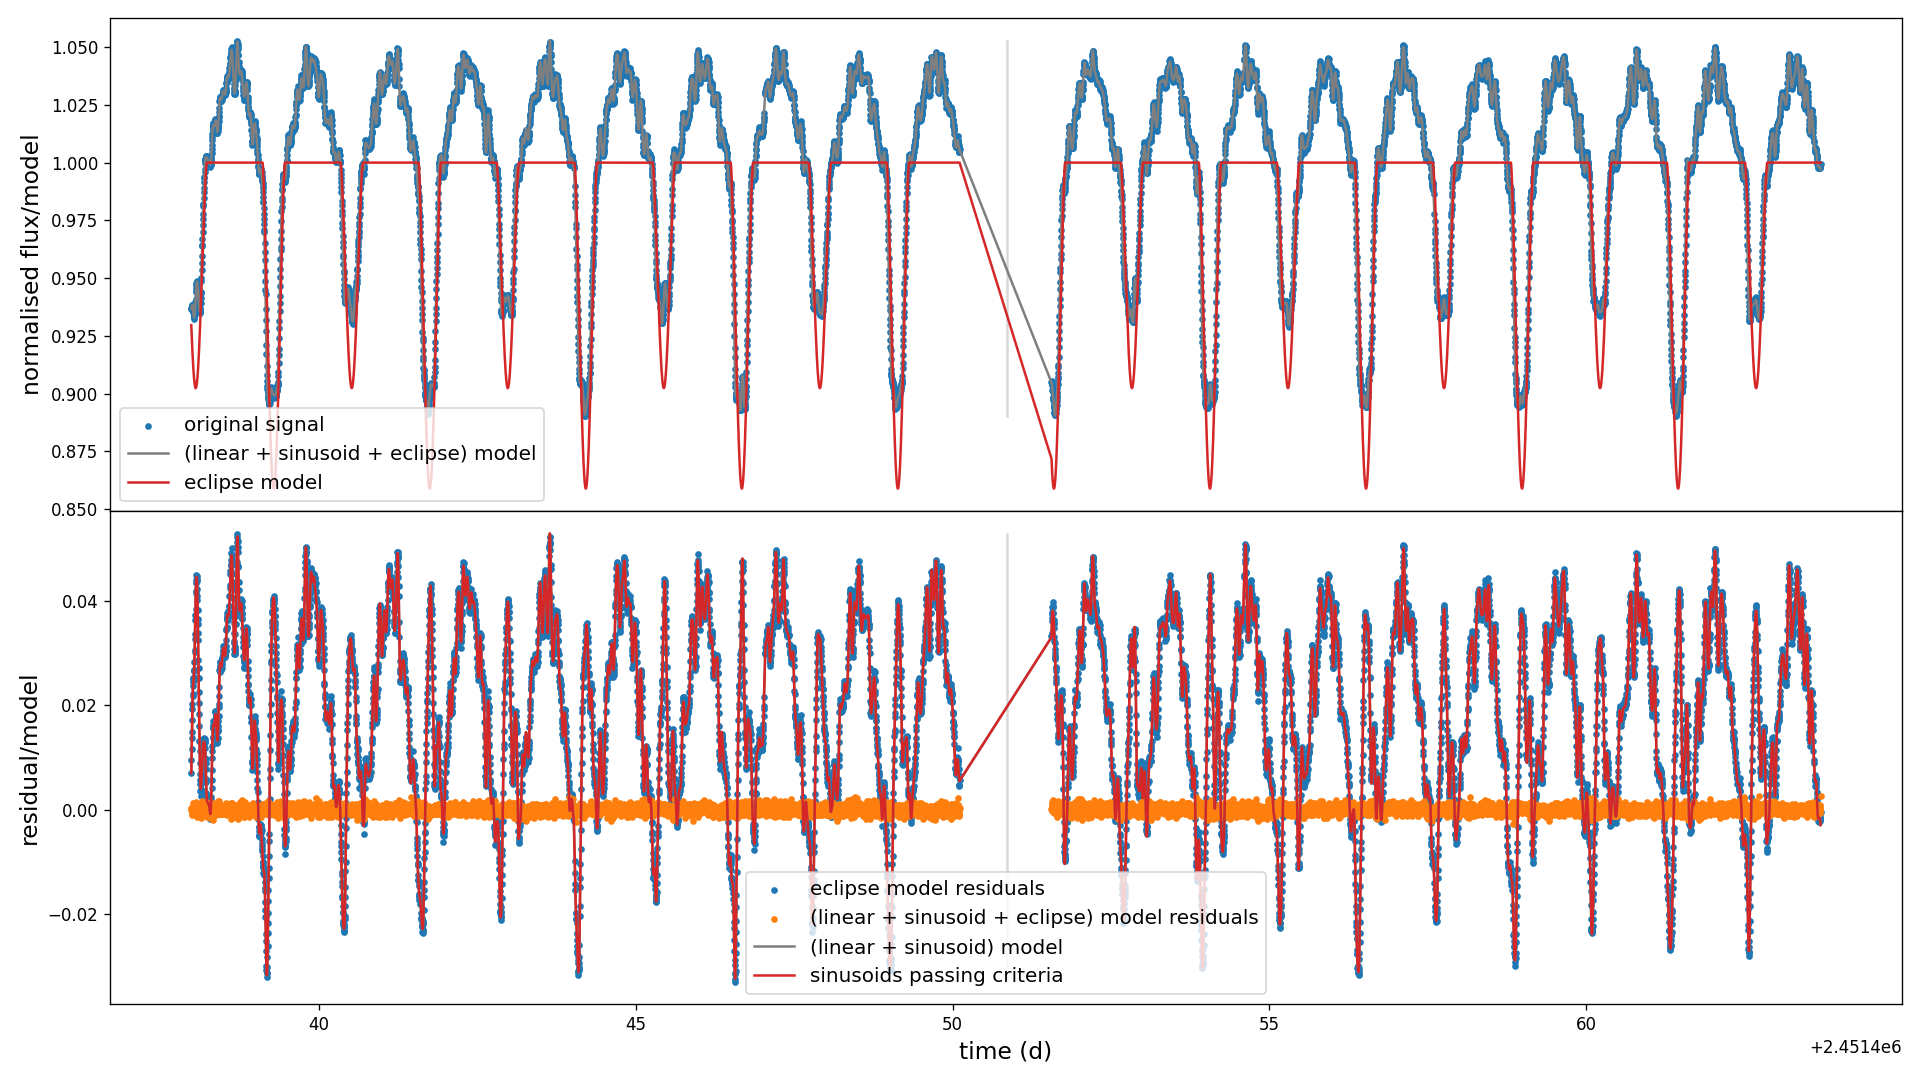 1.050
1.025
1.000
0.975
0.950
0.925
0.900
0.875
0.850
normalised flux/model
original signal
(linear + sinusoid + eclipse) model
eclipse model
0.04
0.02
0.00
−0.02
residual/model
eclipse model residuals
(linear + sinusoid + eclipse) model residuals
(linear + sinusoid) model
sinusoids passing criteria
40 45 50 55 60
time (d)
+2.4514e6